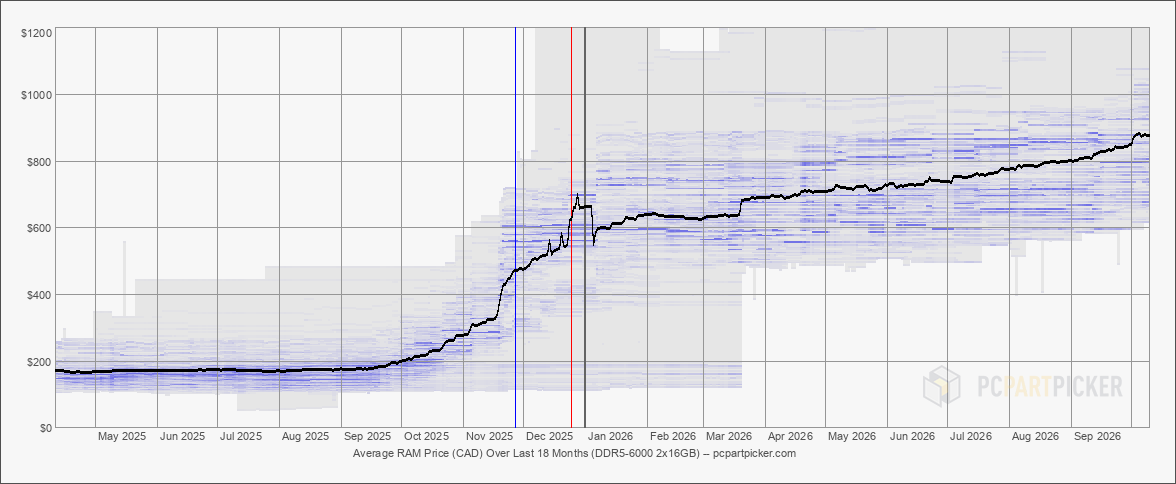 $1200
$1000
$800
$600
$400
$200
$0
PCPARTPICKER
May 2025 Jun 2025 Jul 2025 Aug 2025 Sep 2025 Oct 2025 Nov 2025 Dec 2025 Jan 2026 Feb 2026 Mar 2026 Apr 2026 May 2026 Jun 2026 Jul 2026 Aug 2026 Sep 2026
Average RAM Price (CAD) Over Last 18 Months (DDR5-6000 2x16GB) -- pcpartpicker.com